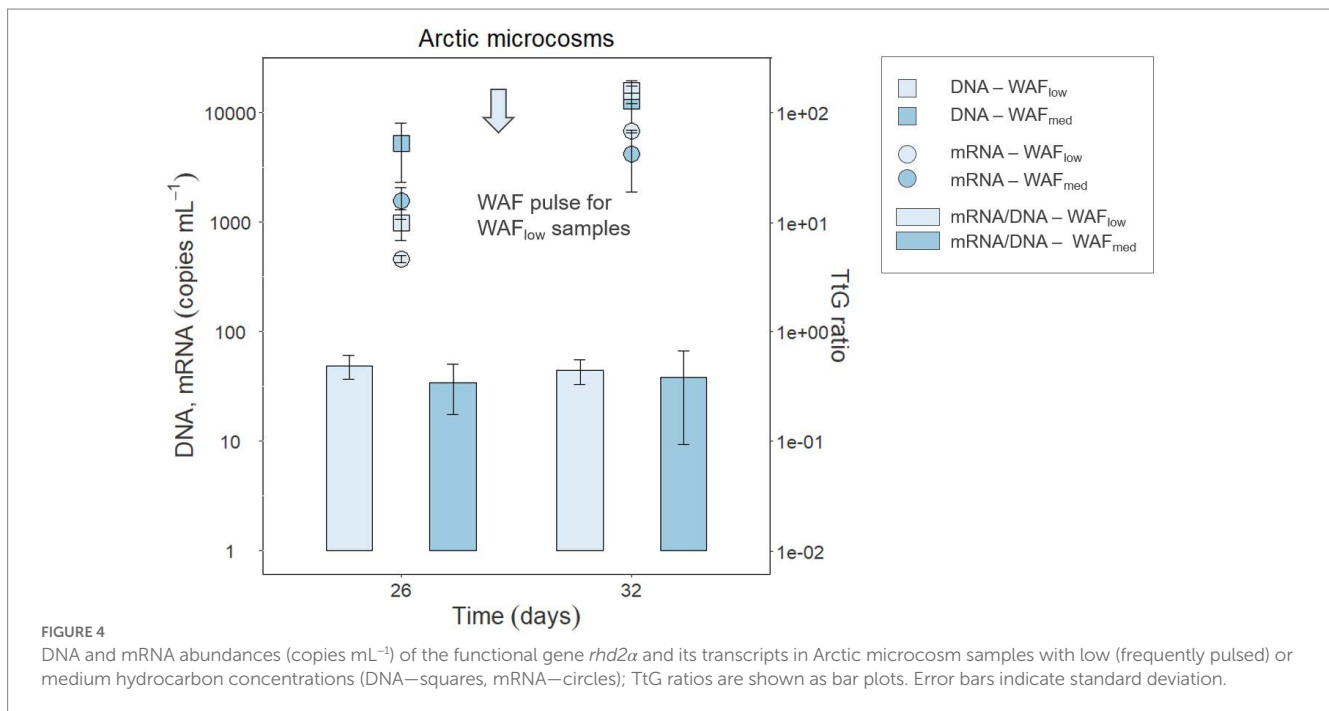 Arctic microcosms
10000
1000
100
10
1
DNA, mRNA (copies mL⁻¹)
WAF pulse for
WAFlow samples
1e+02
1e+01
1e+00
1e-01
1e-02
TtG ratio
26
32
Time (days)
DNA – WAFlow
DNA – WAFmed
mRNA – WAFlow
mRNA – WAFmed
mRNA/DNA – WAFlow
mRNA/DNA – WAFmed
FIGURE 4
DNA and mRNA abundances (copies mL⁻¹) of the functional gene rhd2α and its transcripts in Arctic microcosm samples with low (frequently pulsed) or
medium hydrocarbon concentrations (DNA—squares, mRNA—circles); TtG ratios are shown as bar plots. Error bars indicate standard deviation.